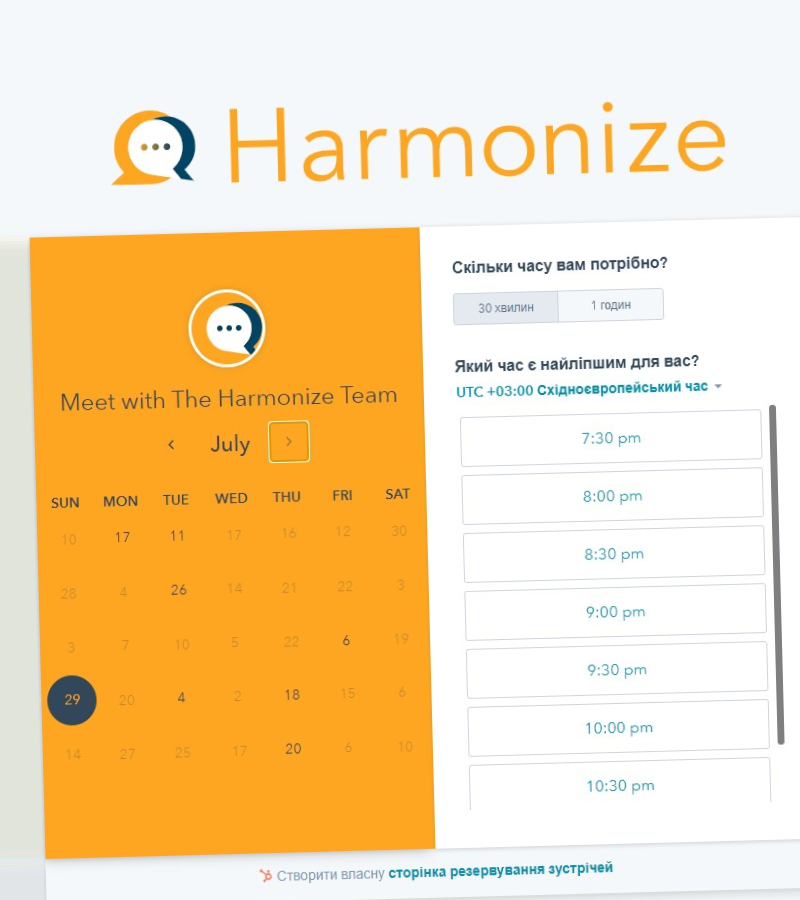 Harmonize
Meet with The Harmonize Team
July
SUN MON TUE WED THU FRI SAT
10 17 11 17 16 12 30
28 4 26 14 21 22 3
3 7 10 5 22 6 19
29 20 4 2 18 15 6
14 27 25 17 20 6 10
Скільки часу вам потрібно?
30 хвилин 1 годин
Який час є найліпшим для вас?
UTC +03:00 Східноєвропейський час
7:30 pm
8:00 pm
8:30 pm
9:00 pm
9:30 pm
10:00 pm
10:30 pm
Створити власну сторінка резервування зустрічей